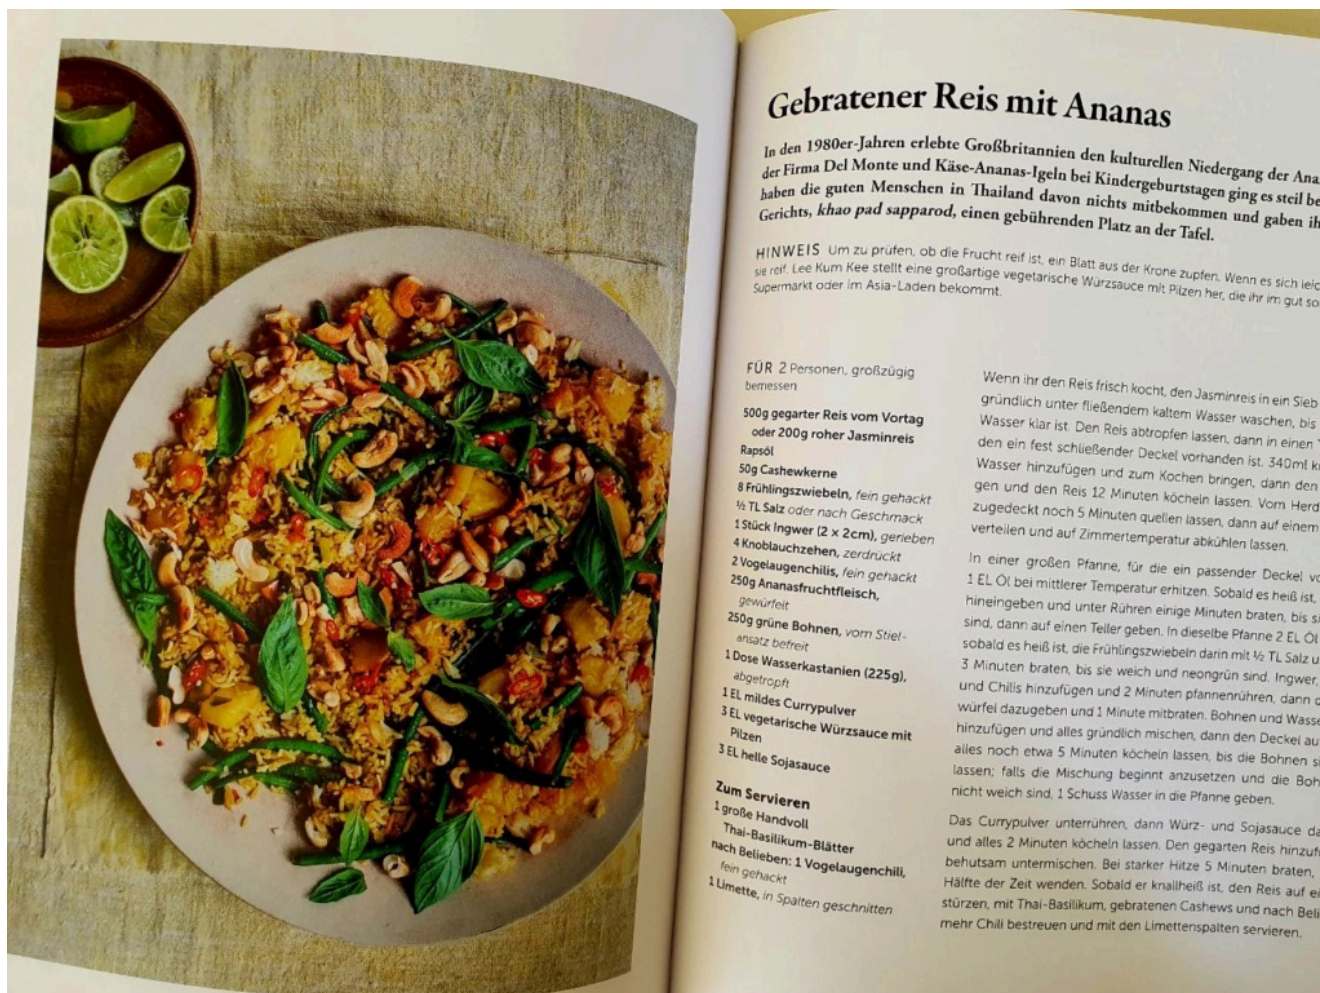 Gebratener Reis mit Ananas
In den 1980er-Jahren erlebte Großbritannien den kulturellen Niedergang der
der Firma Del Monte und Käse-Ananas-Igeln bei Kindergeburtstagen ging es steil
haben die guten Menschen in Thailand davon nichts mitbekommen und gaben
Gerichts, khao pad sapparod, einen gebührenden Platz an der Tafel.
HINWEIS Um zu prüfen, ob die Frucht reif ist, ein Blatt aus der Krone zupfen. Wenn es sich
sie reif. Lee Kum Kee stellt eine großartige vegetarische Würzsauce mit Pilzen her, die ihr im gut
Supermarkt oder im Asia-Laden bekommt.
FÜR 2 Personen, großzügig
bemessen
500g gegarter Reis vom Vortag
oder 200g roher Jasminreis
Rapsöl
50g Cashewkerne
8 Frühlingszwiebeln, fein gehackt
½ TL Salz oder nach Geschmack
1 Stück Ingwer (2 × 2cm), gerieben
4 Knoblauchzehen, zerdrückt
2 Vogelaugenchilis, fein gehackt
250g Ananasfruchtfleisch,
gewürfelt
250g grüne Bohnen, vom Stiel-
ansatz befreit
1 Dose Wasserkastanien (225g),
abgetropft
1 EL mildes Currypulver
3 EL vegetarische Würzsauce mit
Pilzen
3 EL helle Sojasauce
Zum Servieren
1 große Handvoll
Thai-Basilikum-Blätter
nach Belieben: 1 Vogelaugenchili,
fein gehackt
1 Limette, in Spalten geschnitten
Wenn ihr den Reis frisch kocht, den Jasminreis in ein Sieb
gründlich unter fließendem kaltem Wasser waschen, bis
Wasser klar ist. Den Reis abtropfen lassen, dann in einen
den ein fest schließender Deckel vorhanden ist. 340ml
Wasser hinzufügen und zum Kochen bringen, dann den
gen und den Reis 12 Minuten köcheln lassen. Vom Herd
zugedeckt noch 5 Minuten quellen lassen, dann auf einem
verteilen und auf Zimmertemperatur abkühlen lassen.
In einer großen Pfanne, für die ein passender Deckel
1 EL Öl bei mittlerer Temperatur erhitzen. Sobald es heiß ist,
hineingeben und unter Rühren einige Minuten braten, bis
sind, dann auf einen Teller geben. In dieselbe Pfanne 2 EL Öl
sobald es heiß ist, die Frühlingszwiebeln darin mit ½ TL Salz
3 Minuten braten, bis sie weich und neongrün sind. Ingwer,
und Chilis hinzufügen und 2 Minuten pfannenrühren, dann
würfel dazugeben und 1 Minute mitbraten. Bohnen und
hinzufügen und alles gründlich mischen, dann den Deckel
alles noch etwa 5 Minuten köcheln lassen, bis die Bohnen
lassen; falls die Mischung beginnt anzusetzen und die
nicht weich sind, 1 Schuss Wasser in die Pfanne geben.
Das Currypulver unterrühren, dann Würz- und Sojasauce
und alles 2 Minuten köcheln lassen. Den gegarten Reis
behutsam untermischen. Bei starker Hitze 5 Minuten braten,
Hälfte der Zeit wenden. Sobald er knallheiß ist, den Reis auf
stürzen, mit Thai-Basilikum, gebratenen Cashews und nach
mehr Chili bestreuen und mit den Limettenspalten servieren.